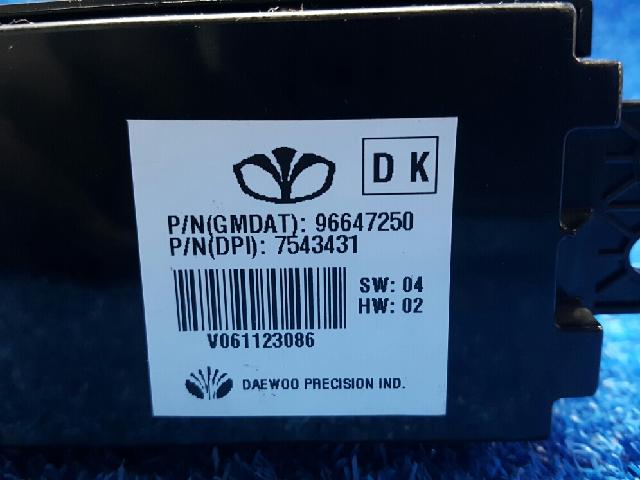 D K
P/N(GMDAT): 96647250
P/N(DPI): 7543431
SW: 04
HW: 02
V061123086
DAEWOO PRECISION IND.